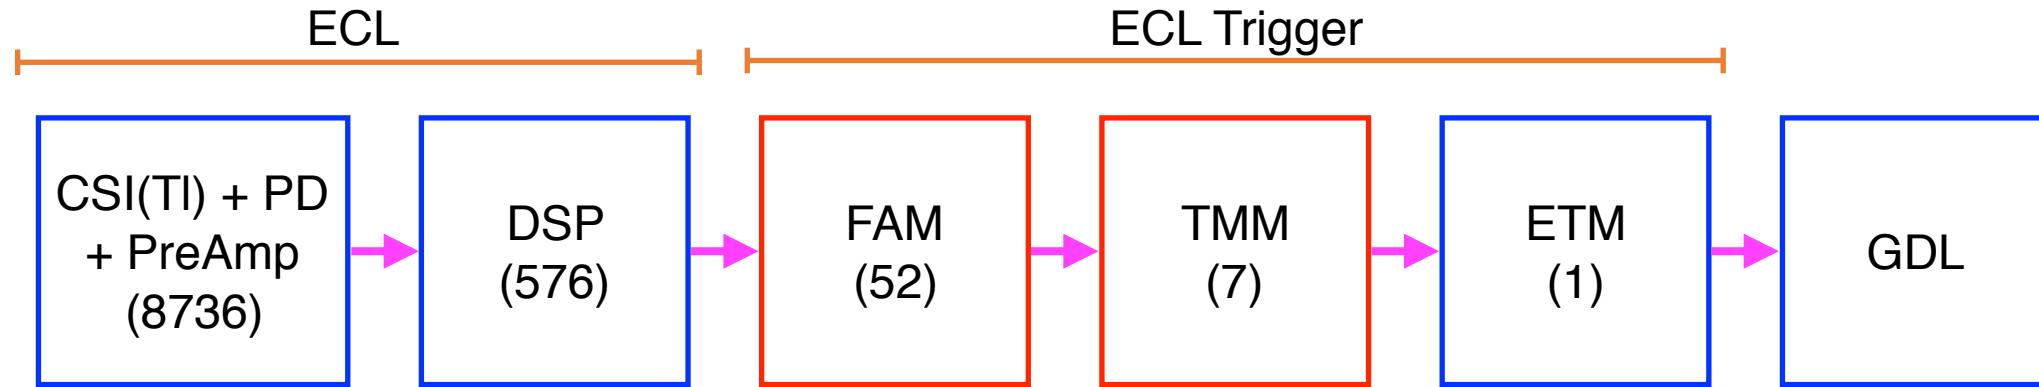 ECL
ECL Trigger
CSI(Tl) + PD
+ PreAmp
(8736)
DSP
(576)
FAM
(52)
TMM
(7)
ETM
(1)
GDL